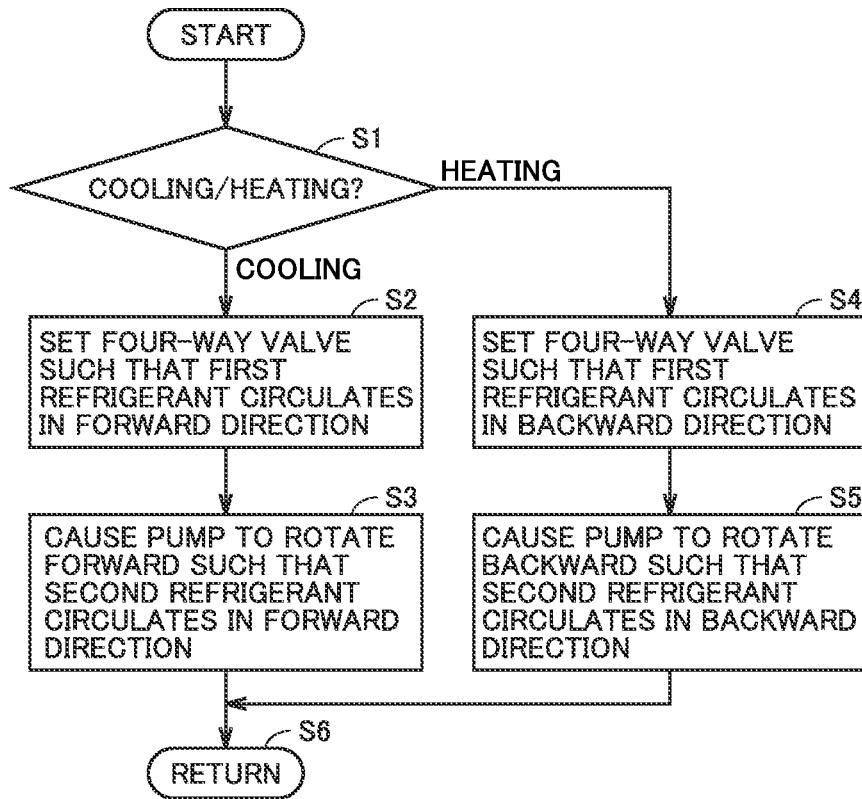 START
S1
COOLING/HEATING?
HEATING
COOLING
S2
SET FOUR-WAY VALVE
SUCH THAT FIRST
REFRIGERANT CIRCULATES
IN FORWARD DIRECTION
S4
SET FOUR-WAY VALVE
SUCH THAT FIRST
REFRIGERANT CIRCULATES
IN BACKWARD DIRECTION
S3
CAUSE PUMP TO ROTATE
FORWARD SUCH THAT
SECOND REFRIGERANT
CIRCULATES IN FORWARD
DIRECTION
S5
CAUSE PUMP TO ROTATE
BACKWARD SUCH THAT
SECOND REFRIGERANT
CIRCULATES IN BACKWARD
DIRECTION
S6
RETURN